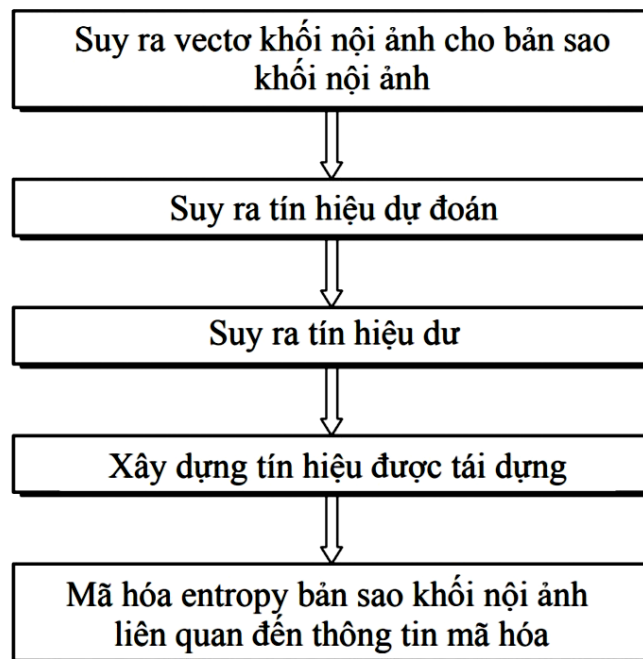 Suy ra vectơ khối nội ảnh cho bản sao
khối nội ảnh
Suy ra tín hiệu dự đoán
Suy ra tín hiệu dư
Xây dựng tín hiệu được tái dựng
Mã hóa entropy bản sao khối nội ảnh
liên quan đến thông tin mã hóa